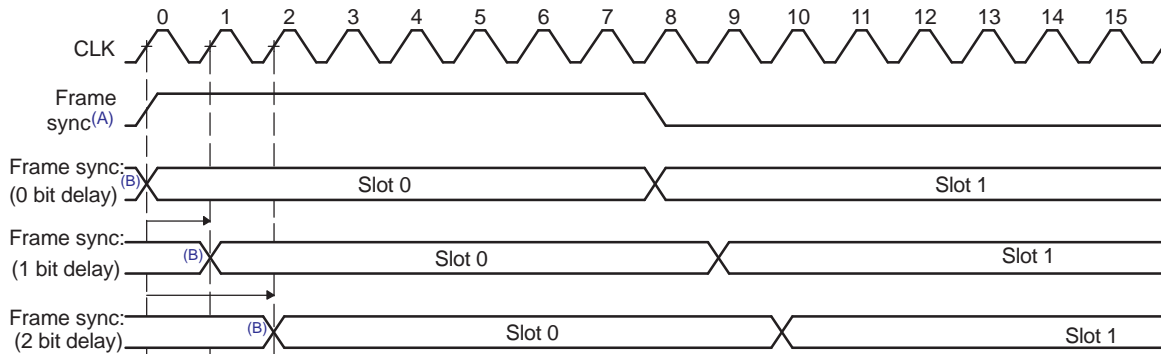 0 1 2 3 4 5 6 7 8 9 10 11 12 13 14 15
CLK
Frame
sync(A)
Frame sync:
(0 bit delay)
(B)
Slot 0
Slot 1
Frame sync:
(1 bit delay)
(B)
Slot 0
Slot 1
Frame sync:
(2 bit delay)
(B)
Slot 0
Slot 1